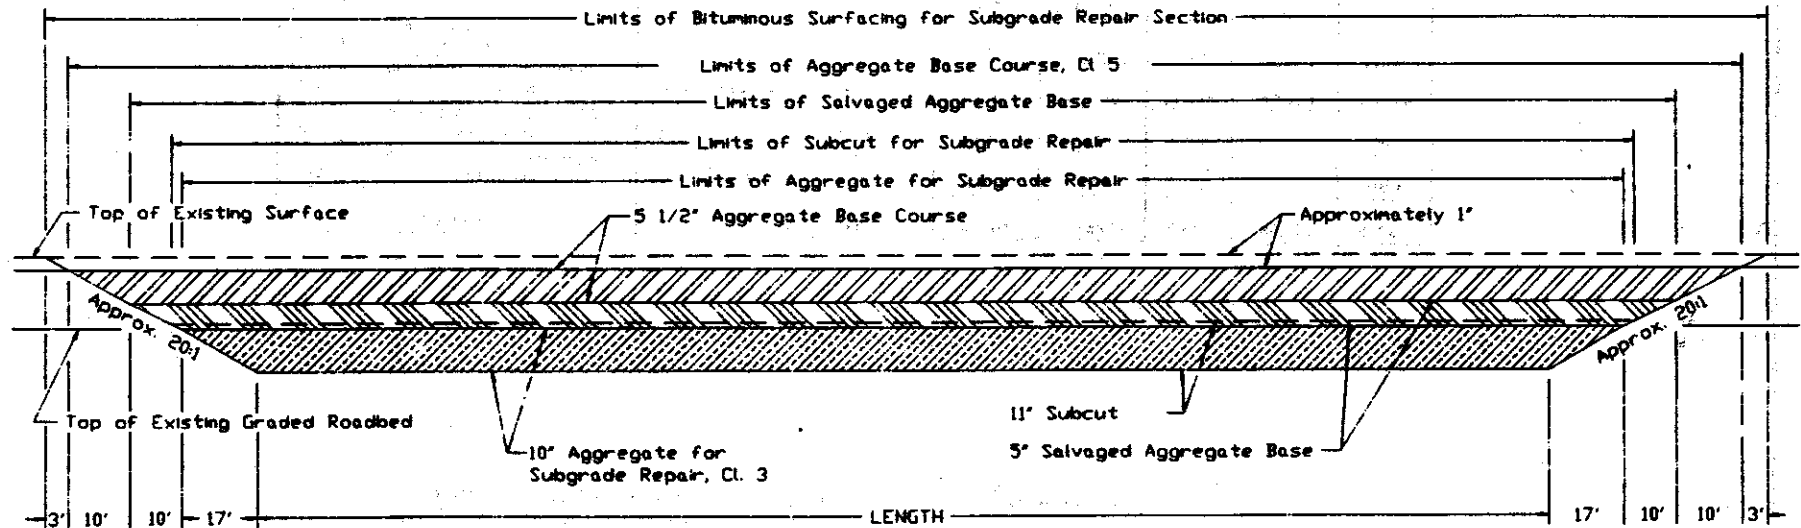 Limits of Bituminous Surfacing for Subgrade Repair Section
Limits of Aggregate Base Course, Cl 5
Limits of Salvaged Aggregate Base
Limits of Subcut for Subgrade Repair
Limits of Aggregate for Subgrade Repair
Top of Existing Surface
5 1/2" Aggregate Base Course
Approximately 1"
Approx. 20:1
Approx. 20:1
Top of Existing Graded Roadbed
11" Subcut
10" Aggregate for
Subgrade Repair, Cl. 3
5" Salvaged Aggregate Base
3' 10' 10' 17' LENGTH 17' 10' 10' 3'